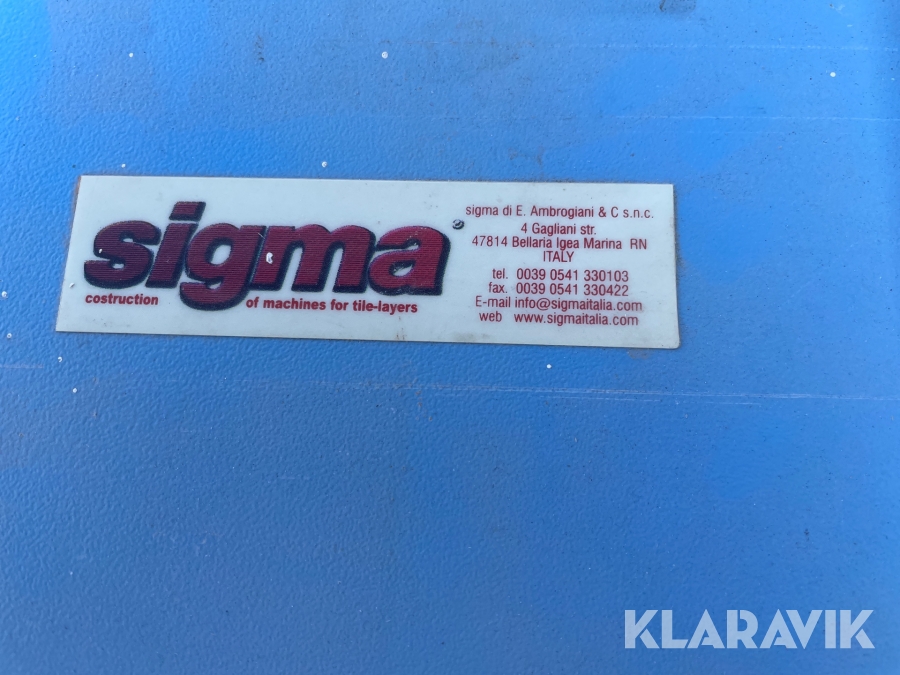 sigma®
costruction of machines for tile-layers
sigma di E. Ambrogiani & C s.n.c.
4 Gagliani str.
47814 Bellaria Igea Marina RN
ITALY
tel. 0039 0541 330103
fax. 0039 0541 330422
E-mail info@sigmaitalia.com
web www.sigmaitalia.com
KLARAVIK